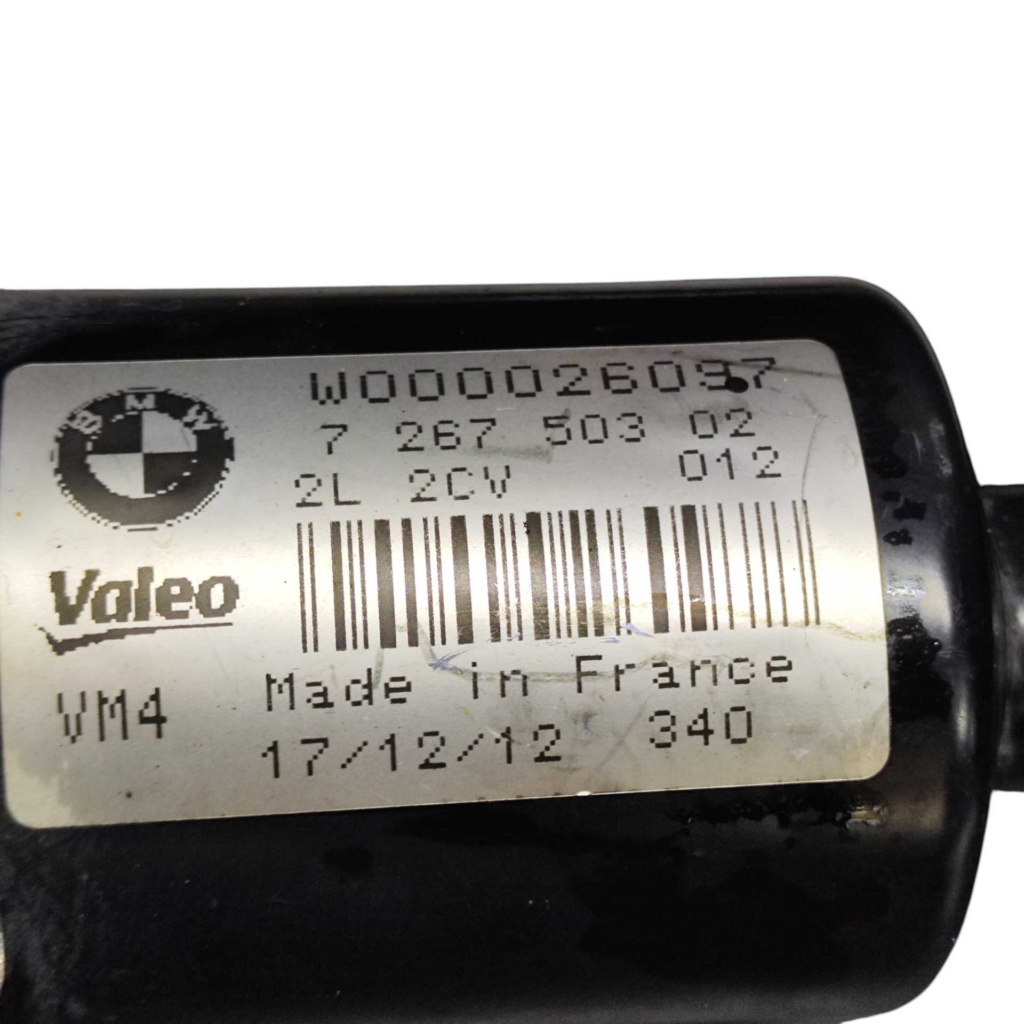 W000026097
7 267 503 02
2L 2CV 012
BMW
Valeo
VM4
Made in France
17/12/12 340